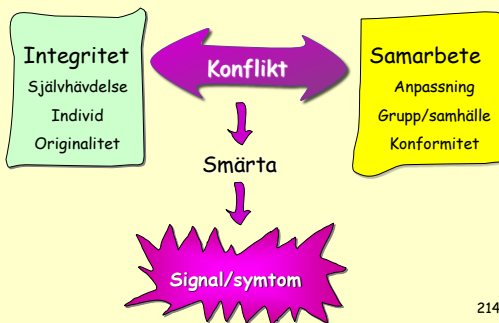 Integritet
Självhävdelse
Individ
Originalitet
Konflikt
Samarbete
Anpassning
Grupp/samhälle
Konformitet
Smärta
Signal/symtom
214